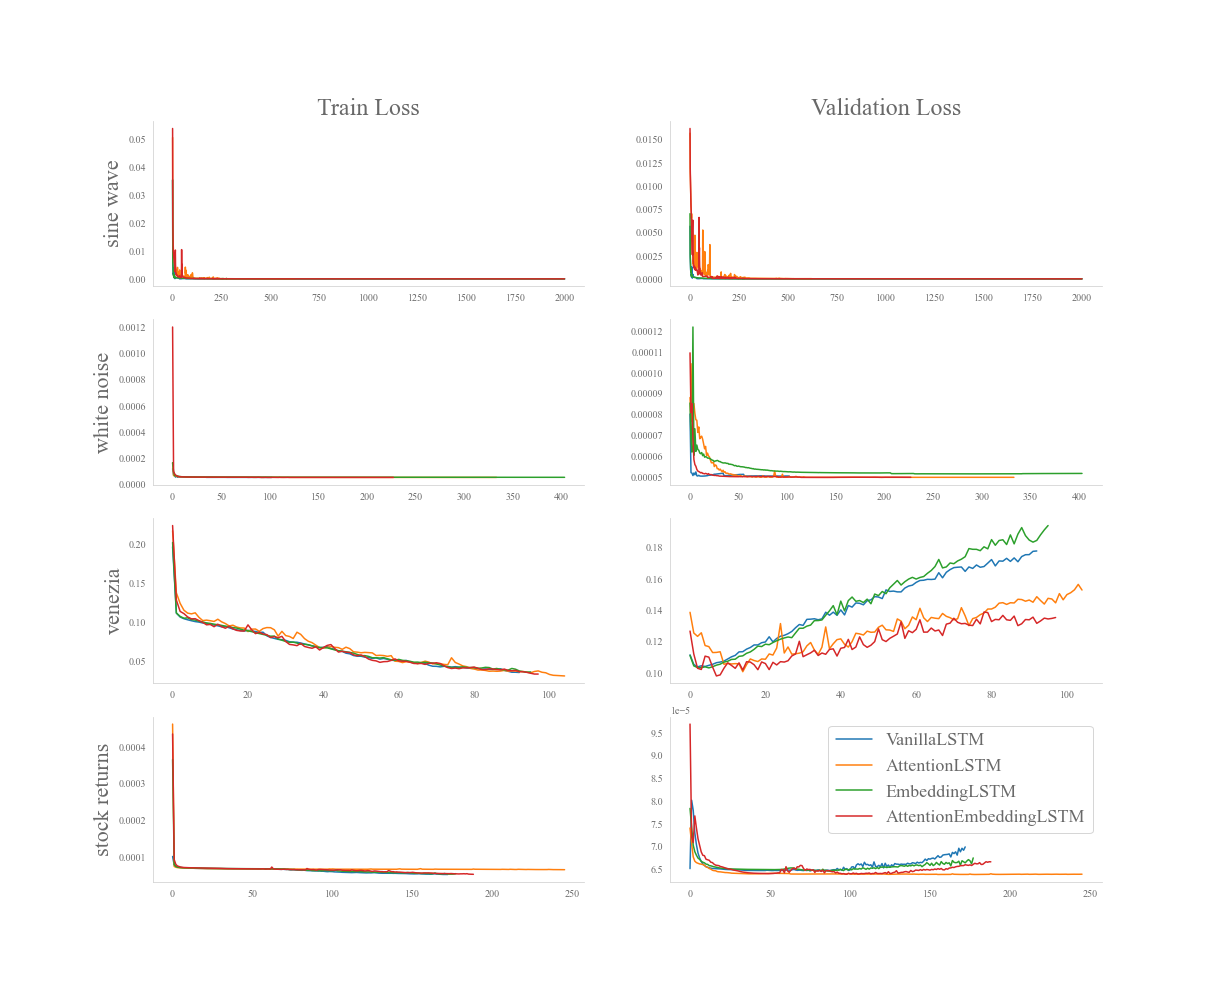 Train Loss
Validation Loss
sine wave
0.05
0.04
0.03
0.02
0.01
0.00
0 250 500 750 1000 1250 1500 1750 2000
0.0150
0.0125
0.0100
0.0075
0.0050
0.0025
0.0000
0 250 500 750 1000 1250 1500 1750 2000
white noise
0.0012
0.0010
0.0008
0.0006
0.0004
0.0002
0.0000
0 50 100 150 200 250 300 350 400
0.00012
0.00011
0.00010
0.00009
0.00008
0.00007
0.00006
0.00005
0 50 100 150 200 250 300 350 400
venezia
0.20
0.15
0.10
0.05
0 20 40 60 80 100
0.18
0.16
0.14
0.12
0.10
0 20 40 60 80 100
stock returns
0.0004
0.0003
0.0002
0.0001
0 50 100 150 200 250
1e−5
9.5
9.0
8.5
8.0
7.5
7.0
6.5
0 50 100 150 200 250
VanillaLSTM
AttentionLSTM
EmbeddingLSTM
AttentionEmbeddingLSTM